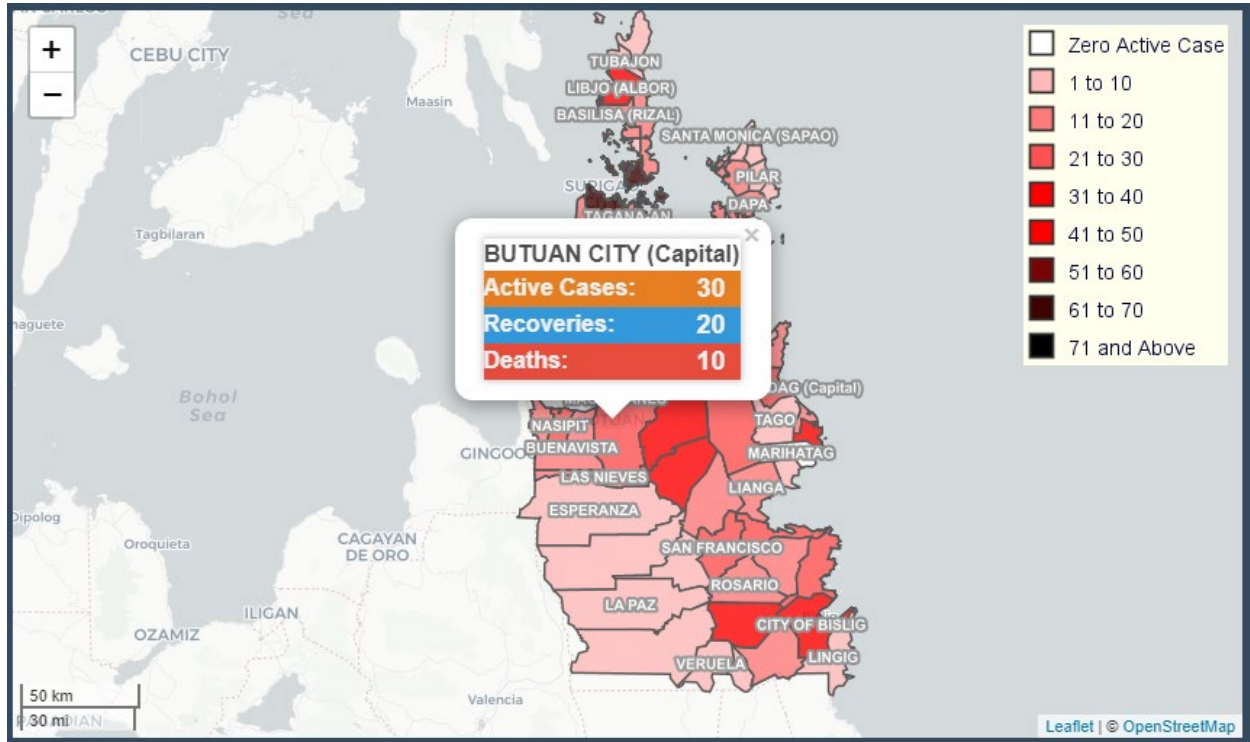 Sea
+
−
CEBU CITY
Maasin
Tagbilaran
Bohol
Sea
Dipolog
Oroquieta
CAGAYAN
DE ORO
ILIGAN
OZAMIZ
Valencia
TUBAJON
LIBJO (ALBOR)
BASILISA (RIZAL)
SANTA MONICA (SAPAO)
PILAR
DAPA
TAGANA-AN
×
BUTUAN CITY (Capital)
Active Cases: 30
Recoveries: 20
Deaths: 10
(Capital)
TAGO
NASIPIT
BUENAVISTA
MARIHATAG
LAS NIEVES
LIANGA
ESPERANZA
SAN FRANCISCO
ROSARIO
LA PAZ
CITY OF BISLIG
VERUELA
LINGIG
Zero Active Case
1 to 10
11 to 20
21 to 30
31 to 40
41 to 50
51 to 60
61 to 70
71 and Above
50 km
30 mi
Leaflet | © OpenStreetMap